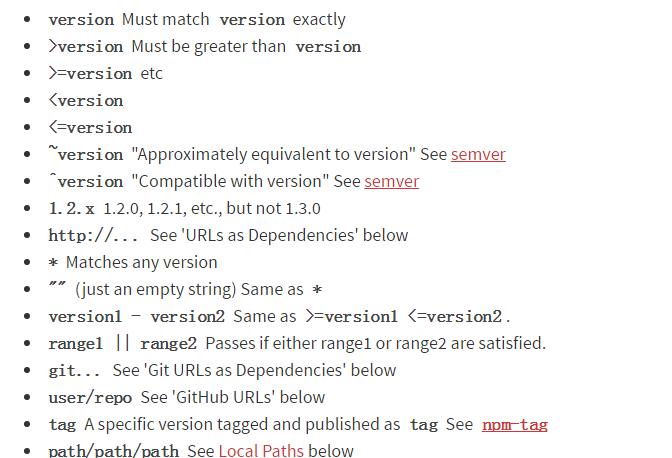 version Must match version exactly
>version Must be greater than version
>=version etc
<version
<=version
~version "Approximately equivalent to version" See semver
^version "Compatible with version" See semver
1.2.x 1.2.0, 1.2.1, etc., but not 1.3.0
http://... See 'URLs as Dependencies' below
* Matches any version
"" (just an empty string) Same as *
version1 - version2 Same as >=version1 <=version2.
range1 || range2 Passes if either range1 or range2 are satisfied.
git... See 'Git URLs as Dependencies' below
user/repo See 'GitHub URLs' below
tag A specific version tagged and published as tag See npm-tag
path/path/path See Local Paths below